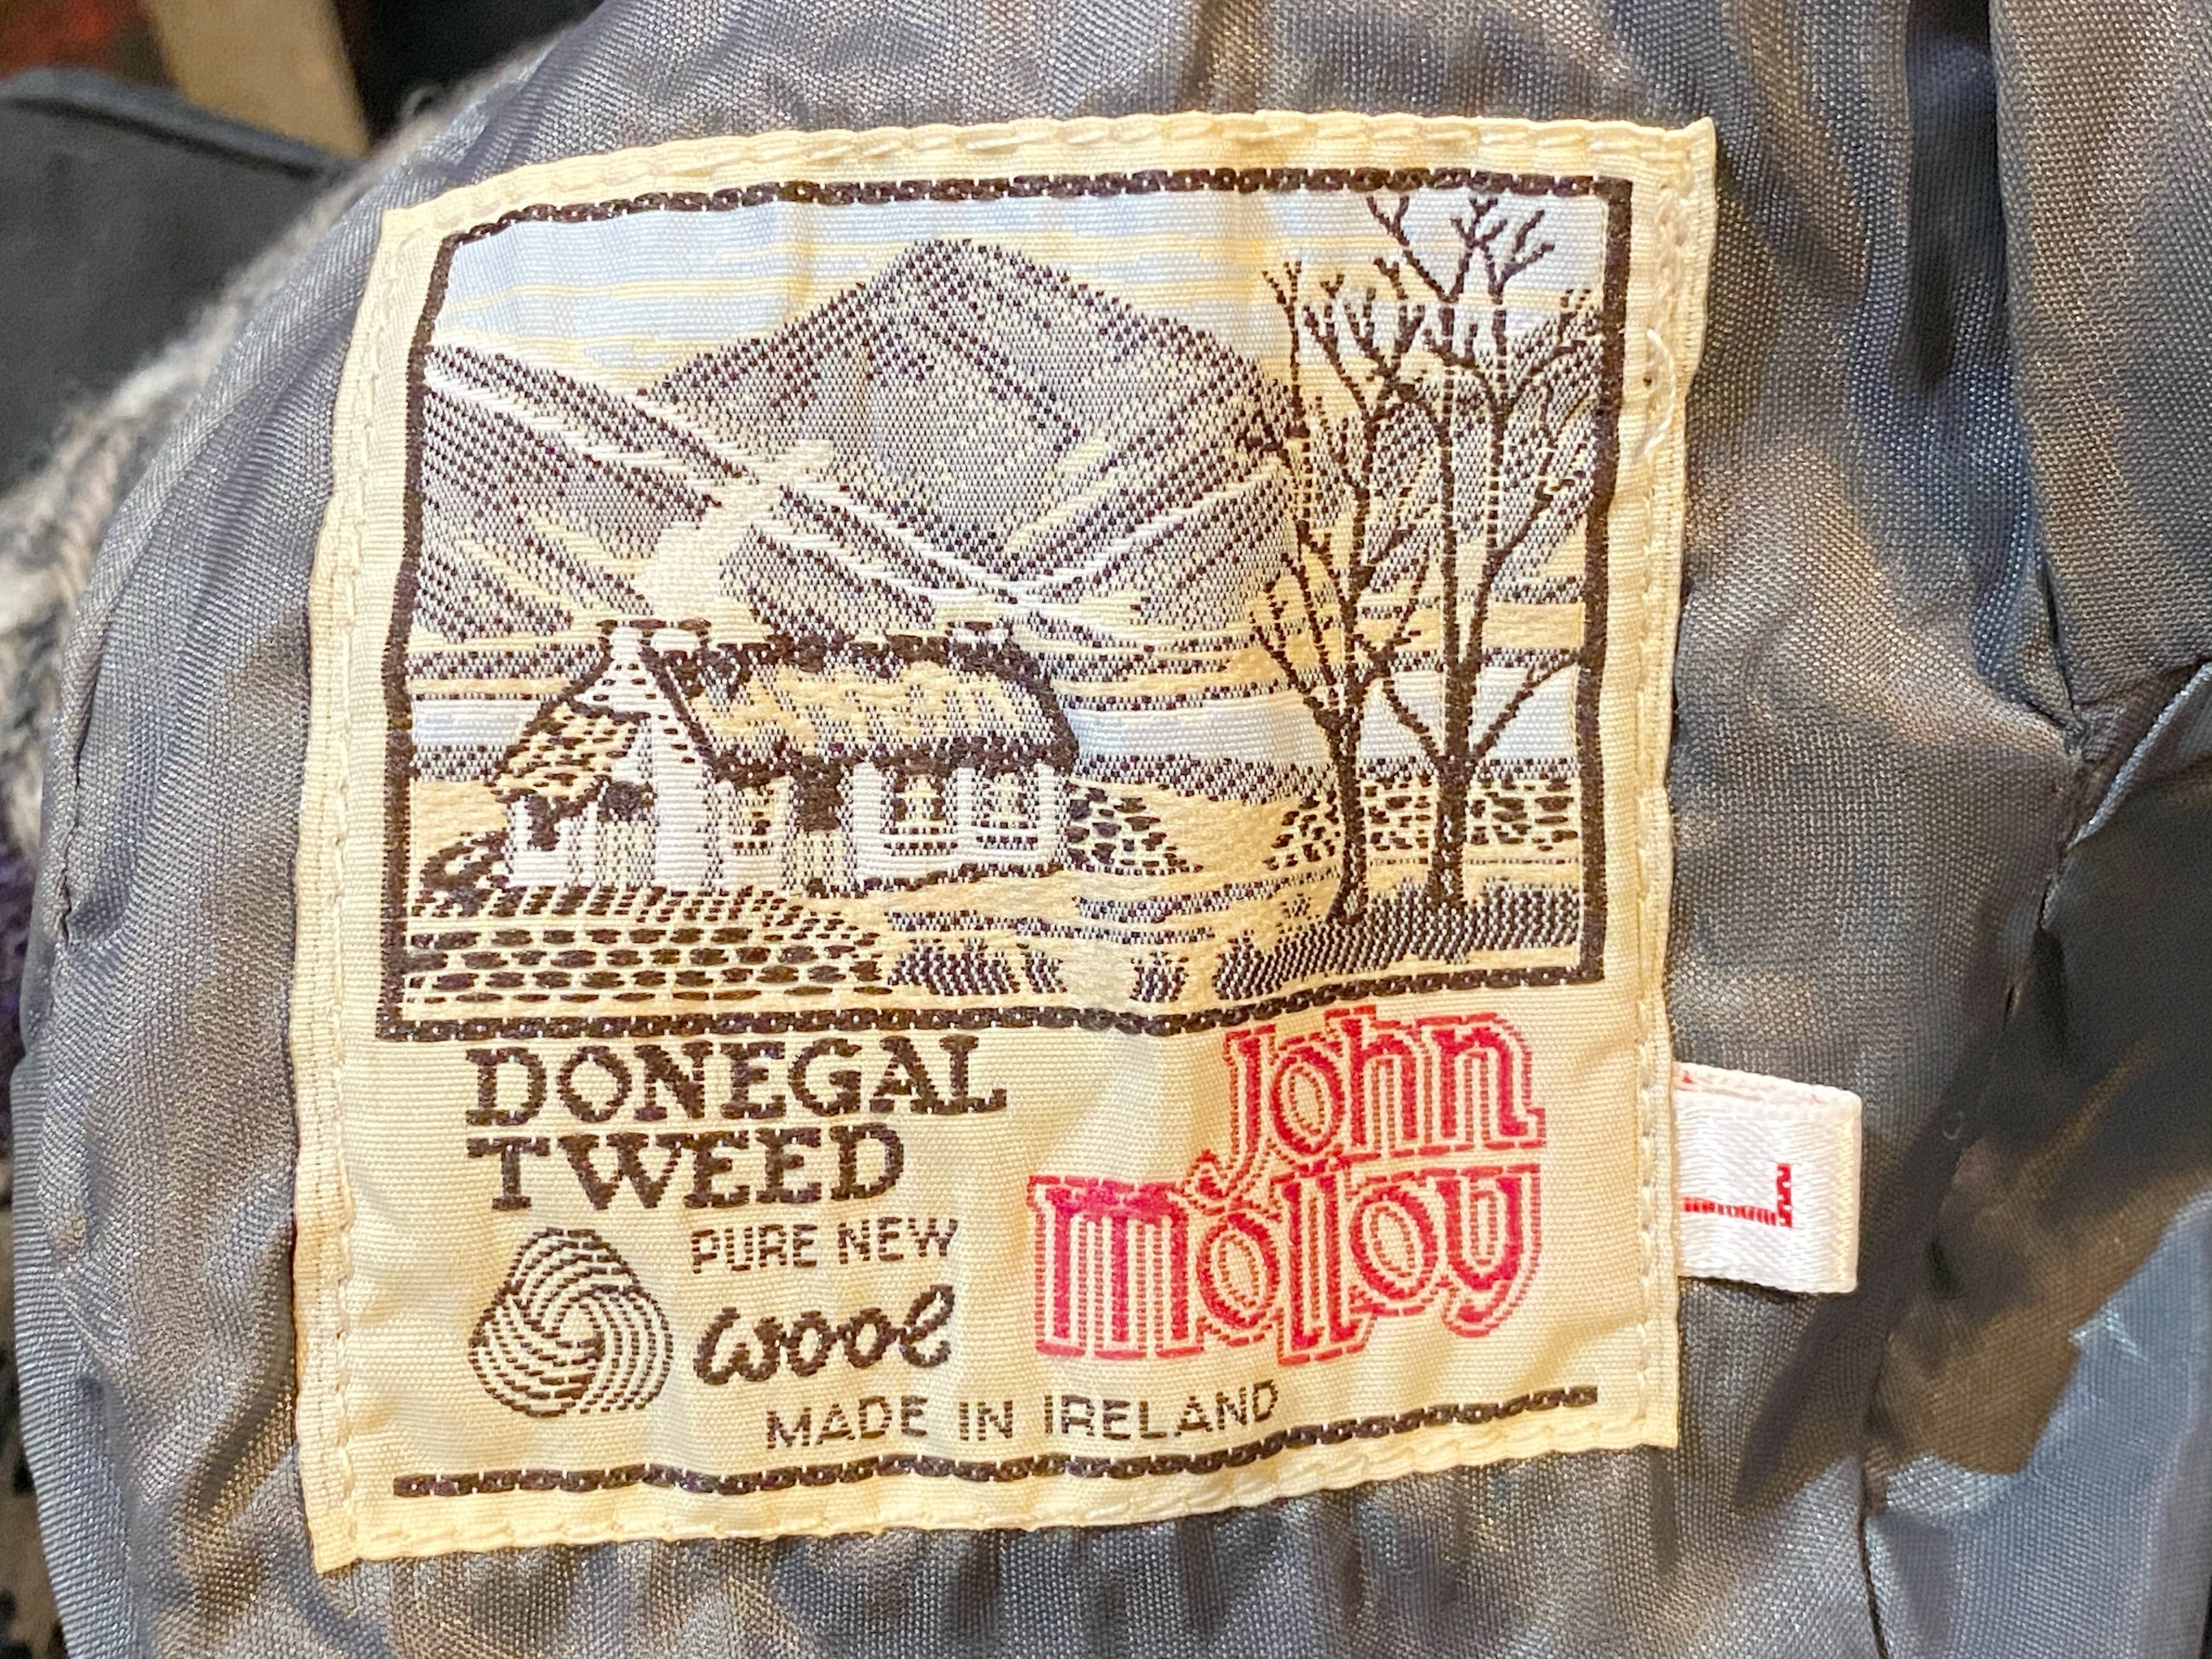 DONEGAL
TWEED
John
Molloy
PURE NEW
wool
MADE IN IRELAND
L